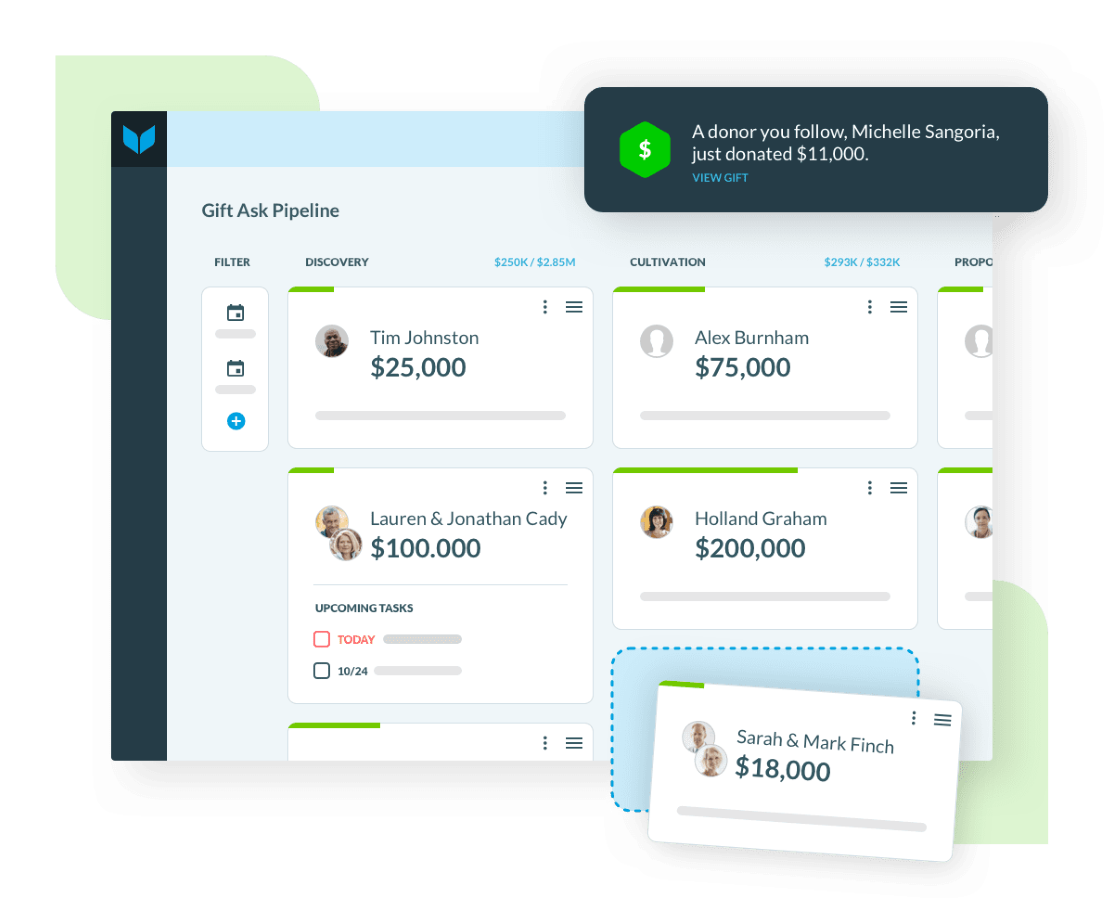 A donor you follow, Michelle Sangoria,
just donated $11,000.
VIEW GIFT
$
Gift Ask Pipeline
FILTER
DISCOVERY
$250K / $2.85M
CULTIVATION
$293K / $332K
PROPO
Tim Johnston
$25,000
Alex Burnham
$75,000
Lauren & Jonathan Cady
$100.000
UPCOMING TASKS
TODAY
10/24
Holland Graham
$200,000
Sarah & Mark Finch
$18,000